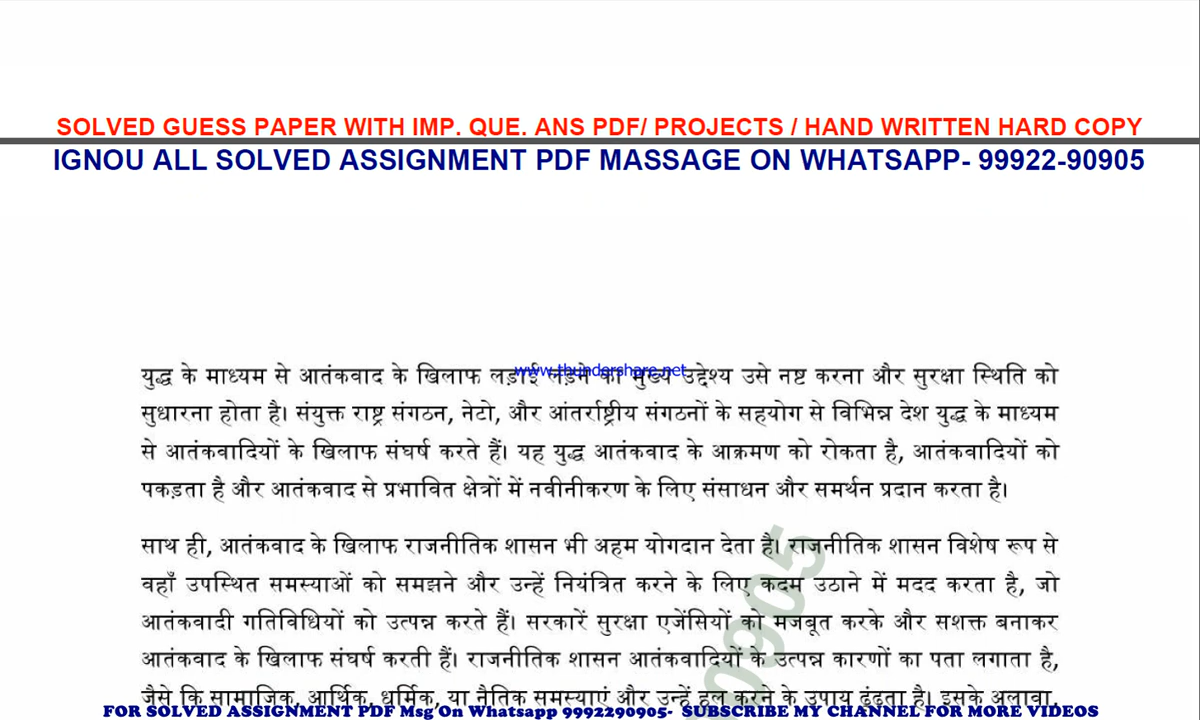 SOLVED GUESS PAPER WITH IMP. QUE. ANS PDF/ PROJECTS / HAND WRITTEN HARD COPY
IGNOU ALL SOLVED ASSIGNMENT PDF MASSAGE ON WHATSAPP- 99922-90905
www.thundershare.net
युद्ध के माध्यम से आतंकवाद के खिलाफ लड़ाई लड़ने का मुख्य उद्देश्य उसे नष्ट करना और सुरक्षा स्थिति को
सुधारना होता है। संयुक्त राष्ट्र संगठन, नेटो, और आंतर्राष्ट्रीय संगठनों के सहयोग से विभिन्न देश युद्ध के माध्यम
से आतंकवादियों के खिलाफ संघर्ष करते हैं। यह युद्ध आतंकवाद के आक्रमण को रोकता है, आतंकवादियों को
पकड़ता है और आतंकवाद से प्रभावित क्षेत्रों में नवीनीकरण के लिए संसाधन और समर्थन प्रदान करता है।
साथ ही, आतंकवाद के खिलाफ राजनीतिक शासन भी अहम योगदान देता है। राजनीतिक शासन विशेष रूप से
वहाँ उपस्थित समस्याओं को समझने और उन्हें नियंत्रित करने के लिए कदम उठाने में मदद करता है, जो
आतंकवादी गतिविधियों को उत्पन्न करते हैं। सरकारें सुरक्षा एजेंसियों को मजबूत करके और सशक्त बनाकर
आतंकवाद के खिलाफ संघर्ष करती हैं। राजनीतिक शासन आतंकवादियों के उत्पन्न कारणों का पता लगाता है,
जैसे कि सामाजिक, आर्थिक, धर्मिक, या नैतिक समस्याएं और उन्हें हल करने के उपाय ढूंढता है। इसके अलावा,
0905
FOR SOLVED ASSIGNMENT PDF Msg On Whatsapp 9992290905- SUBSCRIBE MY CHANNEL FOR MORE VIDEOS